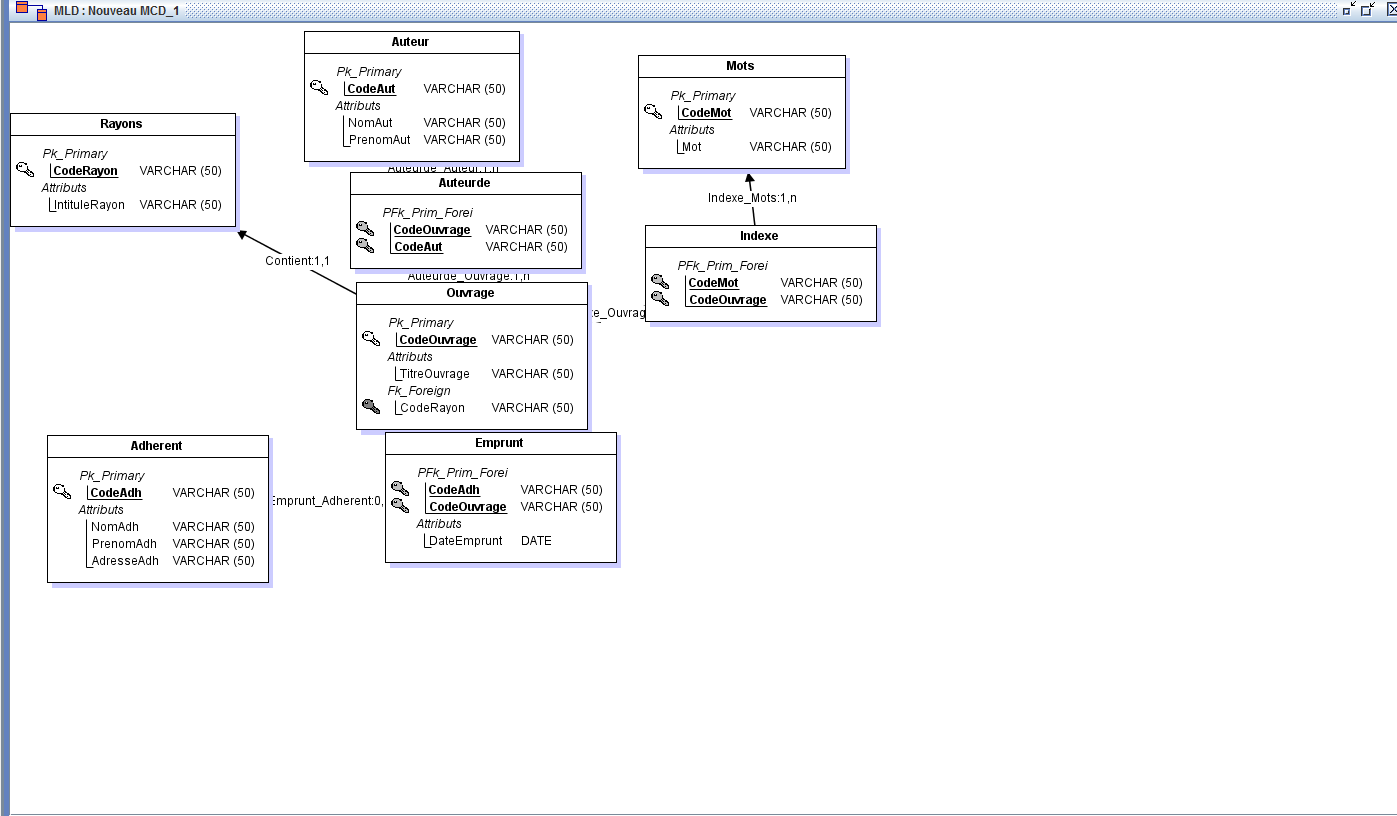 MLD : Nouveau MCD_1
Auteur
Pk_Primary
CodeAut VARCHAR (50)
Attributs
NomAut VARCHAR (50)
PrenomAut VARCHAR (50)
Mots
Pk_Primary
CodeMot VARCHAR (50)
Attributs
Mot VARCHAR (50)
Rayons
Pk_Primary
CodeRayon VARCHAR (50)
Attributs
IntituleRayon VARCHAR (50)
Auteurde_Auteur:1,n
Auteurde
PFk_Prim_Forei
CodeOuvrage VARCHAR (50)
CodeAut VARCHAR (50)
Indexe_Mots:1,n
Indexe
PFk_Prim_Forei
CodeMot VARCHAR (50)
CodeOuvrage VARCHAR (50)
Contient:1,1
Auteurde_Ouvrage:1,n
Ouvrage
Pk_Primary
CodeOuvrage VARCHAR (50)
Attributs
TitreOuvrage VARCHAR (50)
Fk_Foreign
CodeRayon VARCHAR (50)
e_Ouvrag
Adherent
Pk_Primary
CodeAdh VARCHAR (50)
Attributs
NomAdh VARCHAR (50)
PrenomAdh VARCHAR (50)
AdresseAdh VARCHAR (50)
Emprunt_Adherent:0,
Emprunt
PFk_Prim_Forei
CodeAdh VARCHAR (50)
CodeOuvrage VARCHAR (50)
Attributs
DateEmprunt DATE